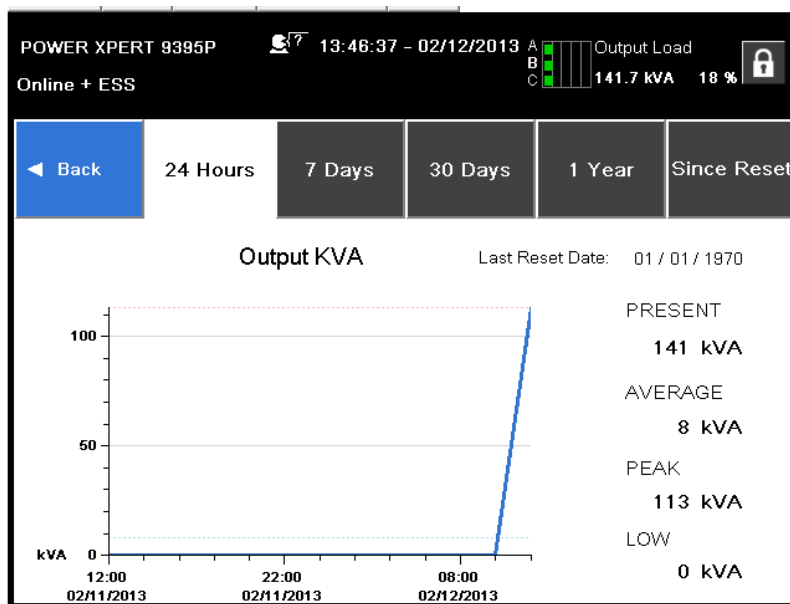 POWER XPERT 9395P
? 13:46:37 - 02/12/2013
Online + ESS
A
B
C
Output Load
141.7 kVA 18 %
◄ Back
24 Hours
7 Days
30 Days
1 Year
Since Reset
Output KVA
Last Reset Date: 01 / 01 / 1970
100
50
kVA 0
12:00
02/11/2013
22:00
02/11/2013
08:00
02/12/2013
PRESENT
141 kVA
AVERAGE
8 kVA
PEAK
113 kVA
LOW
0 kVA